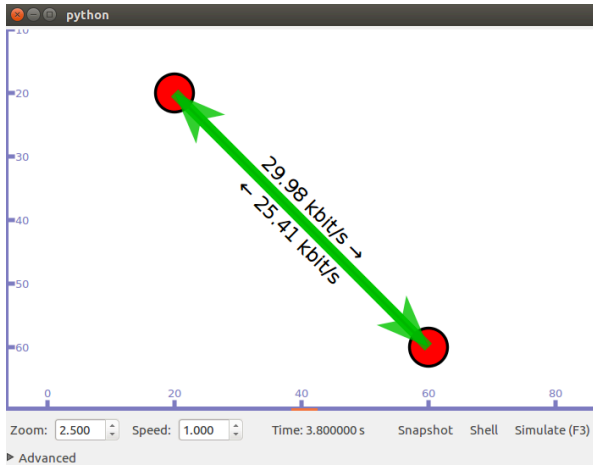 python
10
20
30
40
50
60
29.98 kbit/s →
← 25.41 kbit/s
0 20 40 60 80
Zoom: 2.500 Speed: 1.000 Time: 3.800000 s Snapshot Shell Simulate (F3)
Advanced